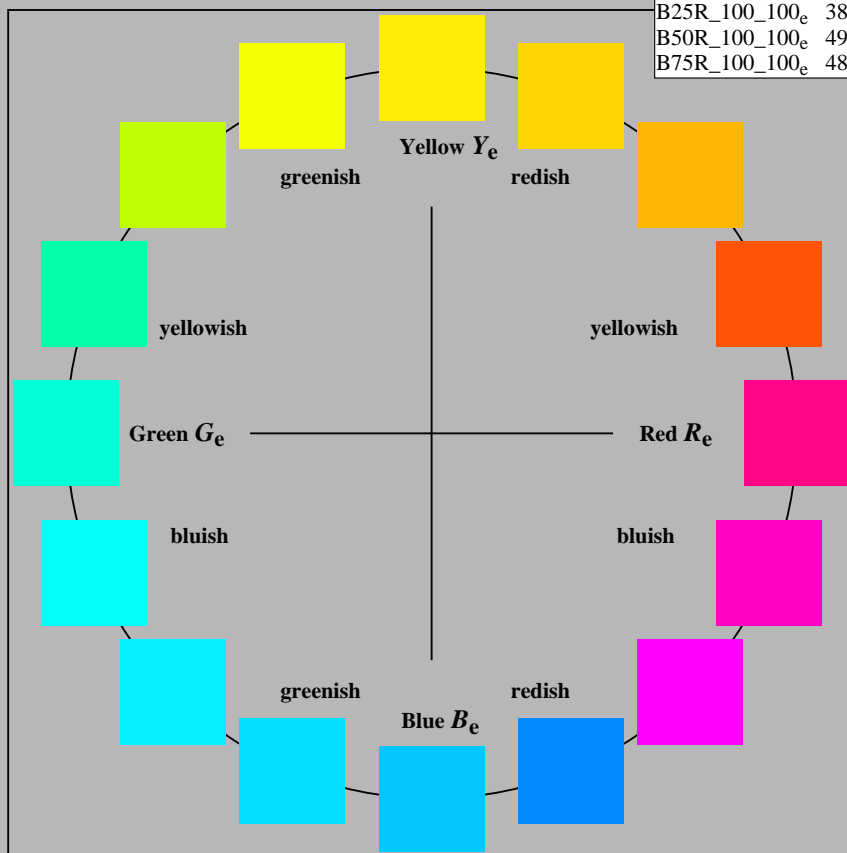 B25R_100_100e 38
B50R_100_100e 49
B75R_100_100e 48
Yellow Ye
greenish redish
yellowish yellowish
Green Ge Red Re
bluish bluish
greenish redish
Blue Be